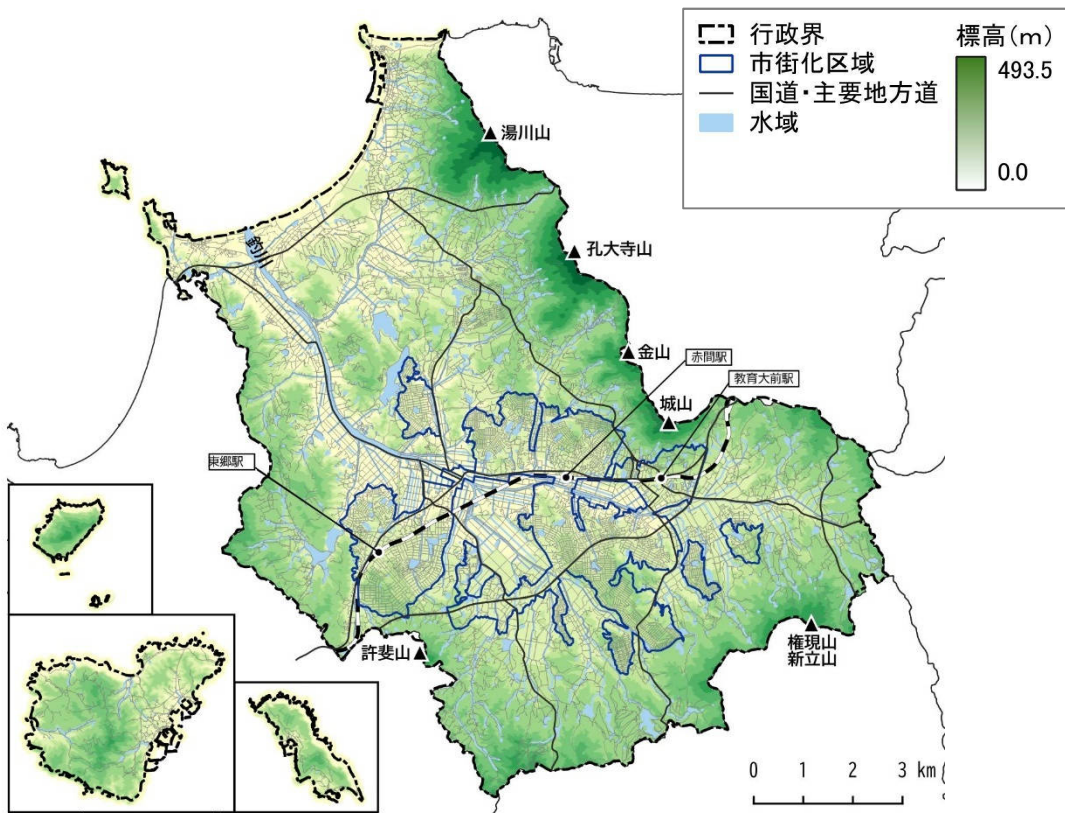 行政界
市街化区域
国道・主要地方道
水域
標高(m)
493.5
0.0
湯川山
釣川
孔大寺山
金山
赤間駅
教育大前駅
城山
東郷駅
許斐山
権現山
新立山
0 1 2 3 km